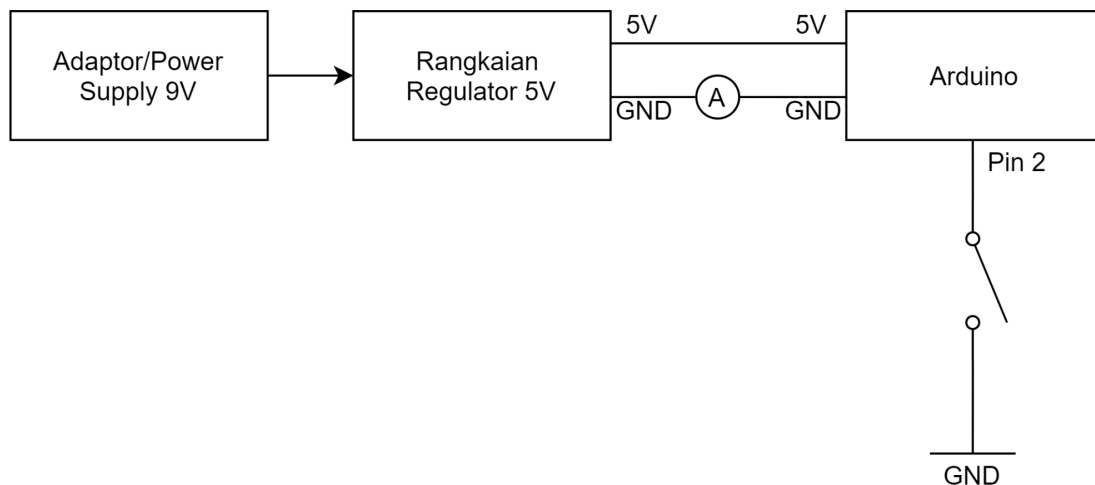 Adaptor/Power
Supply 9V
Rangkaian
Regulator 5V
5V
5V
GND
A
GND
Arduino
Pin 2
GND